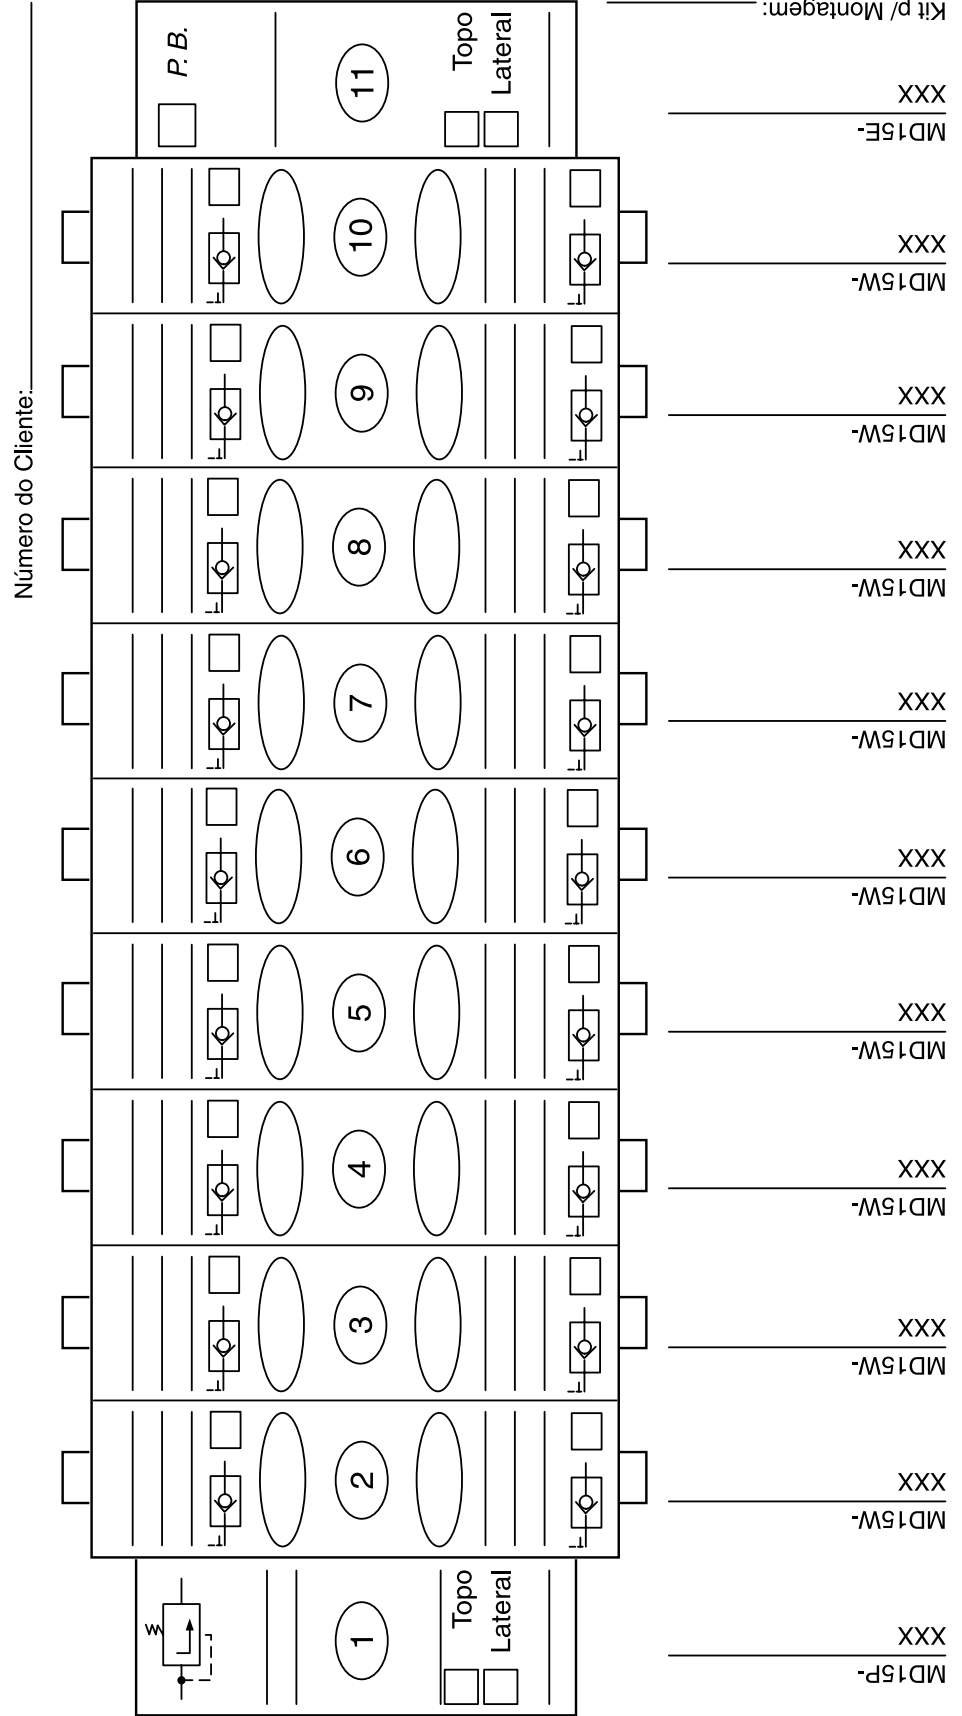 Número do Cliente:
P. B.
11
Topo
Lateral
10
9
8
7
6
5
4
3
2
1
Topo
Lateral
Kit p/ Montagem:
MD15E-
XXX
MD15W-
XXX
MD15W-
XXX
MD15W-
XXX
MD15W-
XXX
MD15W-
XXX
MD15W-
XXX
MD15W-
XXX
MD15W-
XXX
MD15W-
XXX
MD15P-
XXX